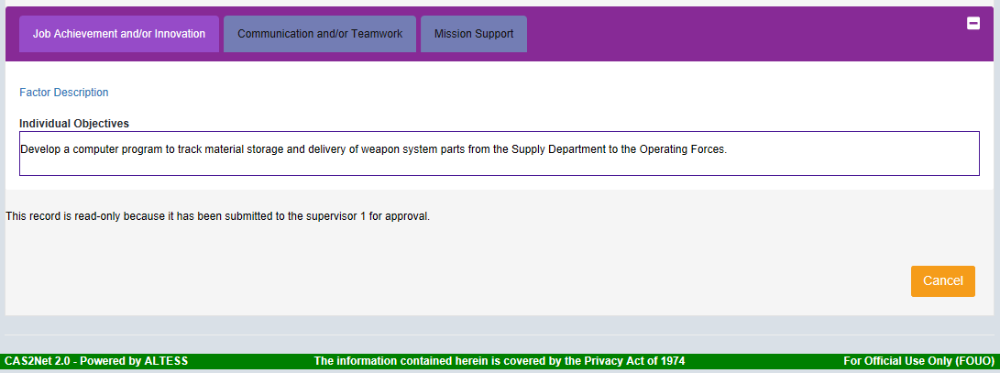 Job Achievement and/or Innovation
Communication and/or Teamwork
Mission Support
Factor Description
Individual Objectives
Develop a computer program to track material storage and delivery of weapon system parts from the Supply Department to the Operating Forces.
This record is read-only because it has been submitted to the supervisor 1 for approval.
Cancel
CAS2Net 2.0 - Powered by ALTESS
The information contained herein is covered by the Privacy Act of 1974
For Official Use Only (FOUO)